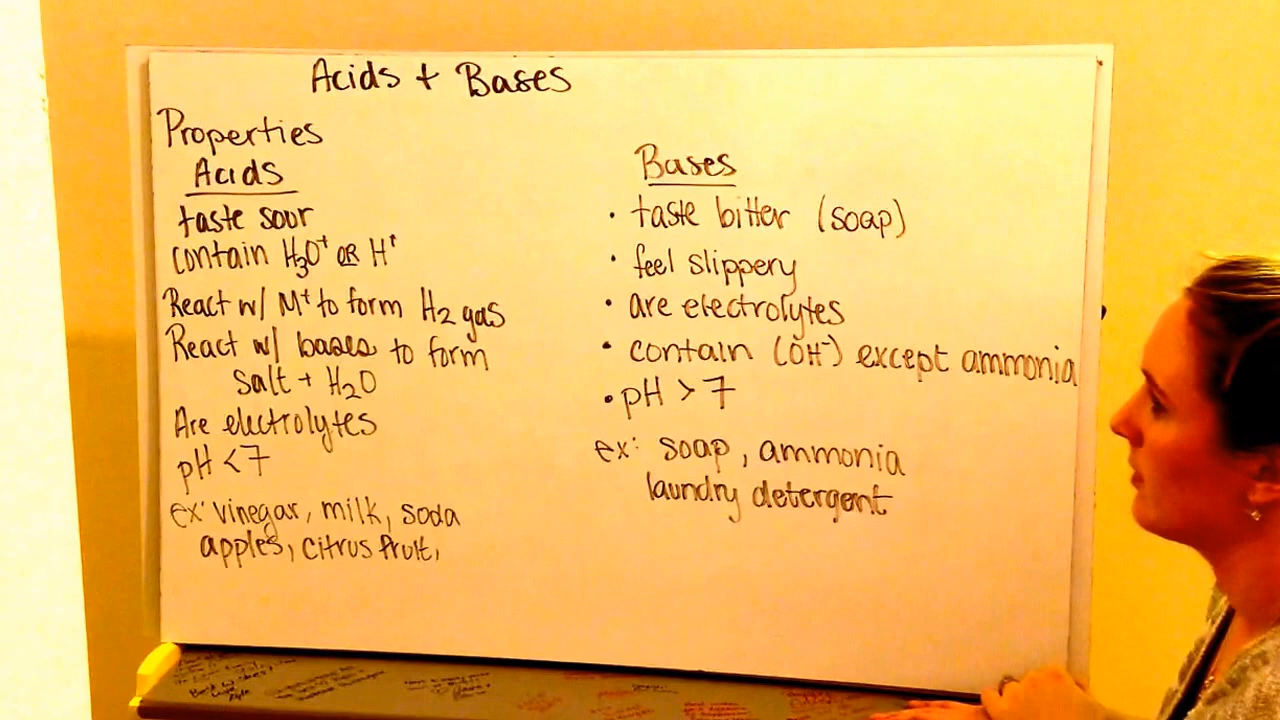 Acids + Bases
Properties
Acids
taste sour
contain H₃O⁺ OR H⁺
React w/ M⁺ to form H₂ gas
React w/ bases to form
salt + H₂O
Are electrolytes
pH < 7
ex: vinegar, milk, soda
apples, citrus fruit,
Bases
• taste bitter (soap)
• feel slippery
• are electrolytes
• contain (OH⁻) except ammonia
• pH > 7
ex: soap, ammonia
laundry detergent